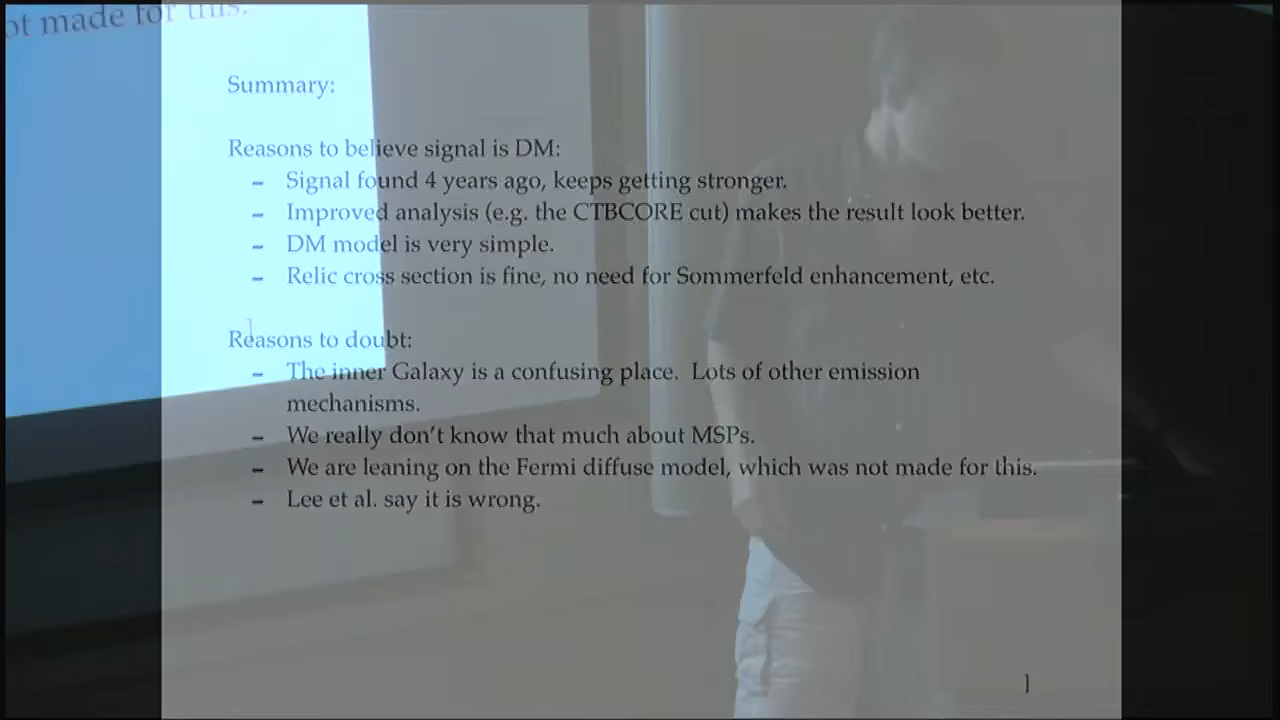 ot made for this.
Summary:
Reasons to believe signal is DM:
– Signal found 4 years ago, keeps getting stronger.
– Improved analysis (e.g. the CTBCORE cut) makes the result look better.
– DM model is very simple.
– Relic cross section is fine, no need for Sommerfeld enhancement, etc.
Reasons to doubt:
– The inner Galaxy is a confusing place. Lots of other emission
mechanisms.
– We really don't know that much about MSPs.
– We are leaning on the Fermi diffuse model, which was not made for this.
– Lee et al. say it is wrong.